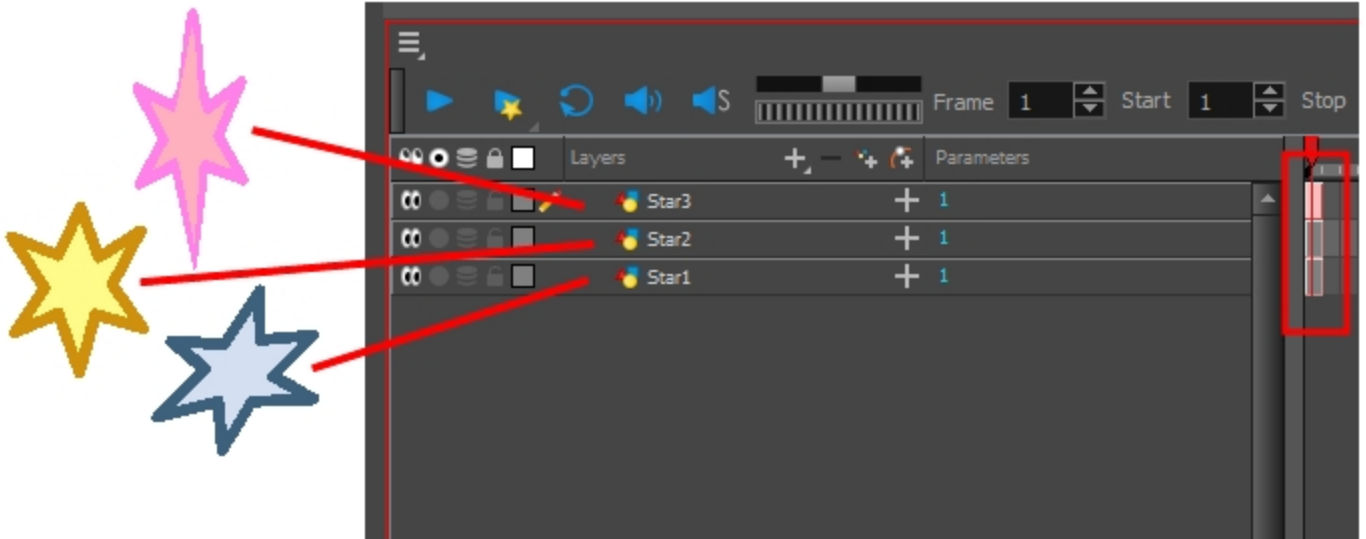 S Frame 1 Start 1 Stop
Layers Parameters
Star3 1
Star2 1
Star1 1